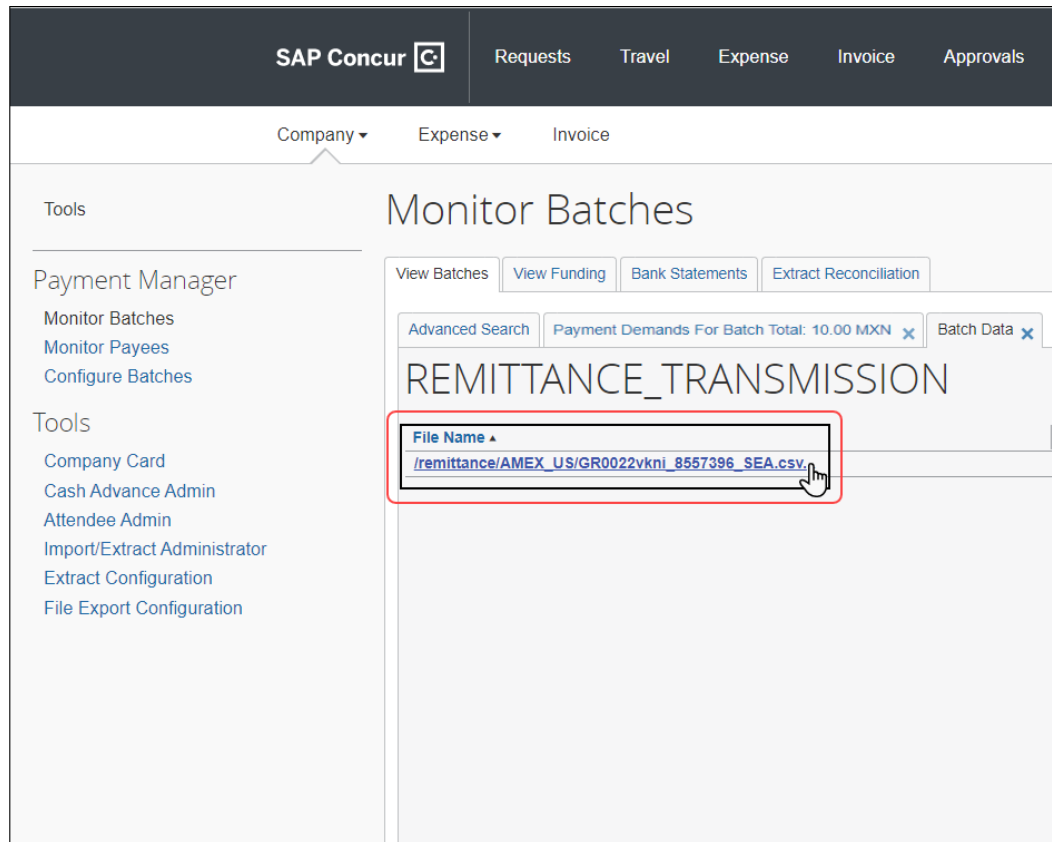 SAP Concur C Requests Travel Expense Invoice Approvals
Company Expense Invoice
Tools
Payment Manager
Monitor Batches
Monitor Payees
Configure Batches
Tools
Company Card
Cash Advance Admin
Attendee Admin
Import/Extract Administrator
Extract Configuration
File Export Configuration
Monitor Batches
View Batches View Funding Bank Statements Extract Reconciliation
Advanced Search Payment Demands For Batch Total: 10.00 MXN Batch Data
REMITTANCE_TRANSMISSION
File Name
/remittance/AMEX_US/GR0022vkni_8557396_SEA.csv.